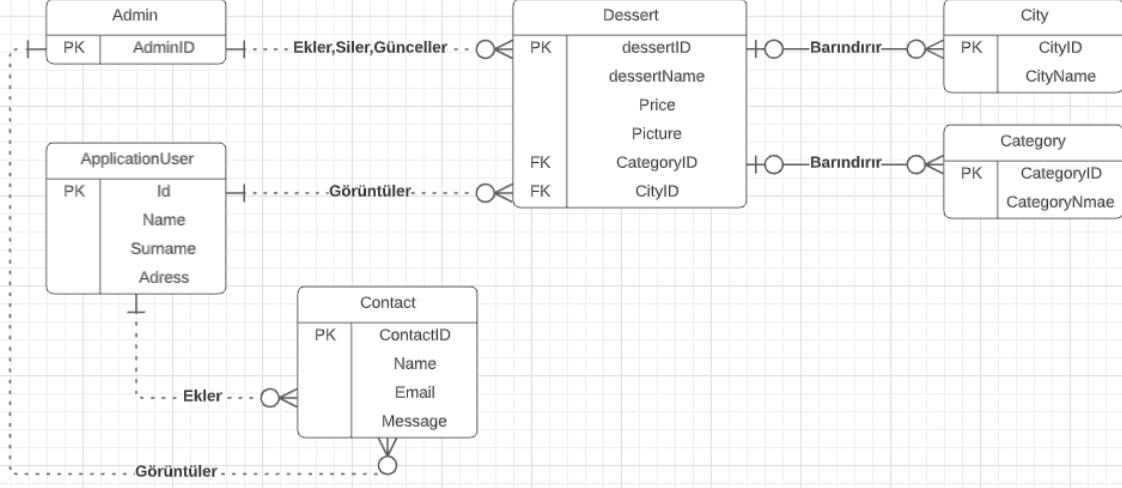 Admin
PK AdminID
Ekler,Siler,Günceller
Dessert
PK dessertID
dessertName
Price
Picture
FK CategoryID
FK CityID
Barındırır
City
PK CityID
CityName
Barındırır
Category
PK CategoryID
CategoryNmae
ApplicationUser
PK Id
Name
Surname
Adress
Görüntüler
Contact
PK ContactID
Name
Email
Message
Ekler
Görüntüler